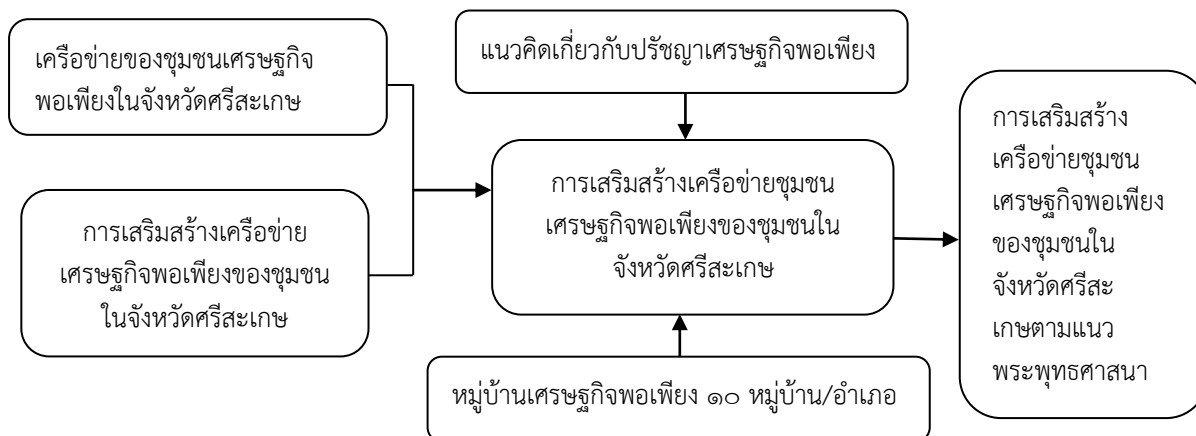 เครือข่ายของชุมชนเศรษฐกิจ
พอเพียงในจังหวัดศรีสะเกษ
การเสริมสร้างเครือข่าย
เศรษฐกิจพอเพียงของชุมชน
ในจังหวัดศรีสะเกษ
แนวคิดเกี่ยวกับปรัชญาเศรษฐกิจพอเพียง
การเสริมสร้างเครือข่ายชุมชน
เศรษฐกิจพอเพียงของชุมชนใน
จังหวัดศรีสะเกษ
หมู่บ้านเศรษฐกิจพอเพียง ๑๐ หมู่บ้าน/อำเภอ
การเสริมสร้าง
เครือข่ายชุมชน
เศรษฐกิจพอเพียง
ของชุมชนใน
จังหวัดศรีสะ
เกษตามแนว
พระพุทธศาสนา